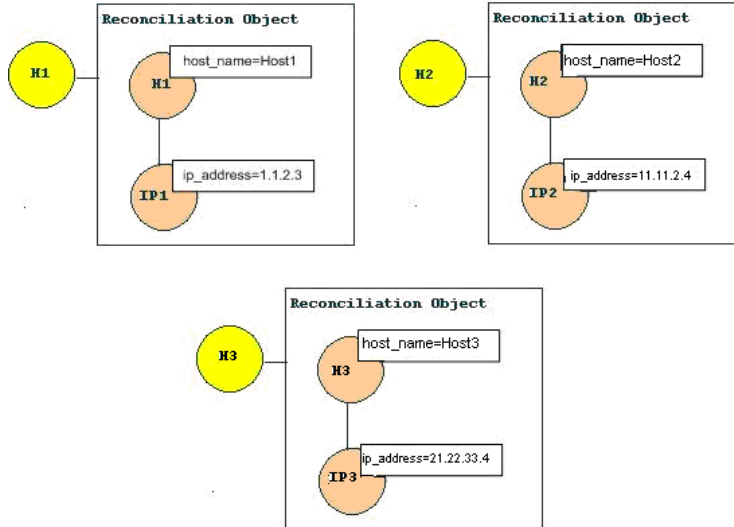 Reconciliation Object
H1
H1
host_name=Host1
IP1
ip_address=1.1.2.3
Reconciliation Object
H2
H2
host_name=Host2
IP2
ip_address=11.11.2.4
Reconciliation Object
H3
H3
host_name=Host3
IP3
ip_address=21.22.33.4